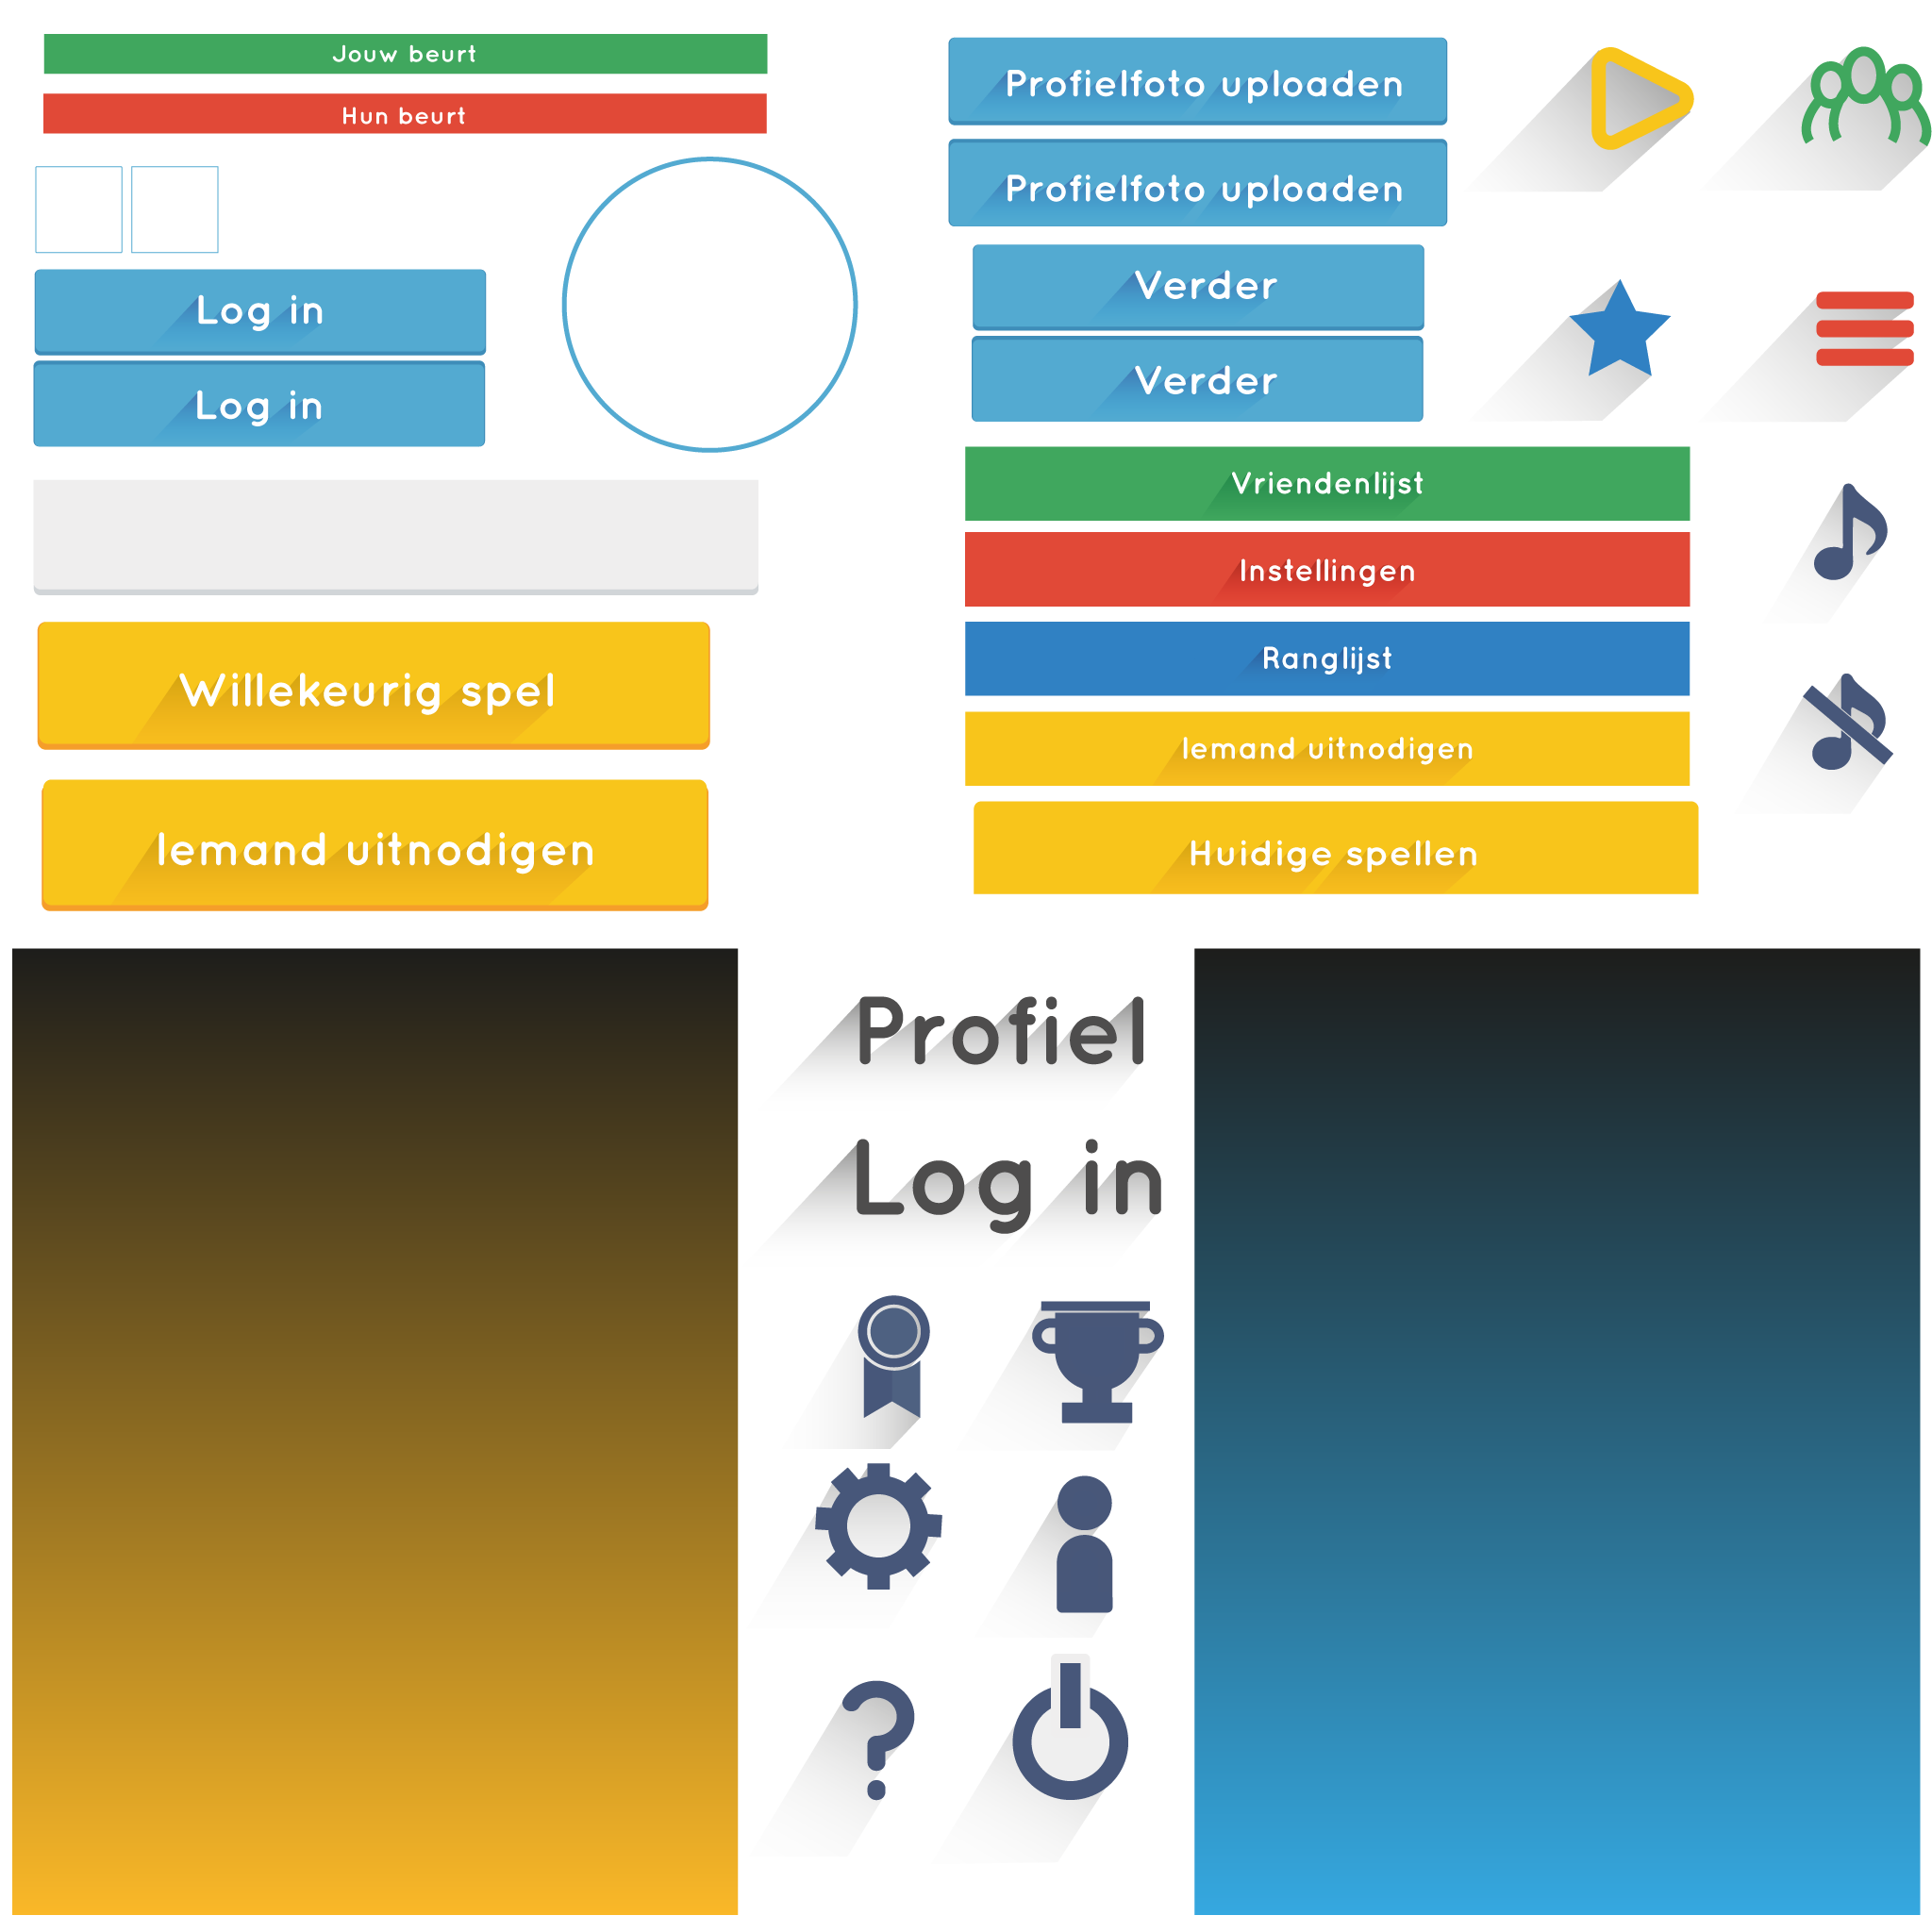 Jouw beurt
Hun beurt
Log in
Log in
Willekeurig spel
Iemand uitnodigen
Profielfoto uploaden
Profielfoto uploaden
Verder
Verder
Vriendenlijst
Instellingen
Ranglijst
Iemand uitnodigen
Huidige spellen
Profiel
Log in
?